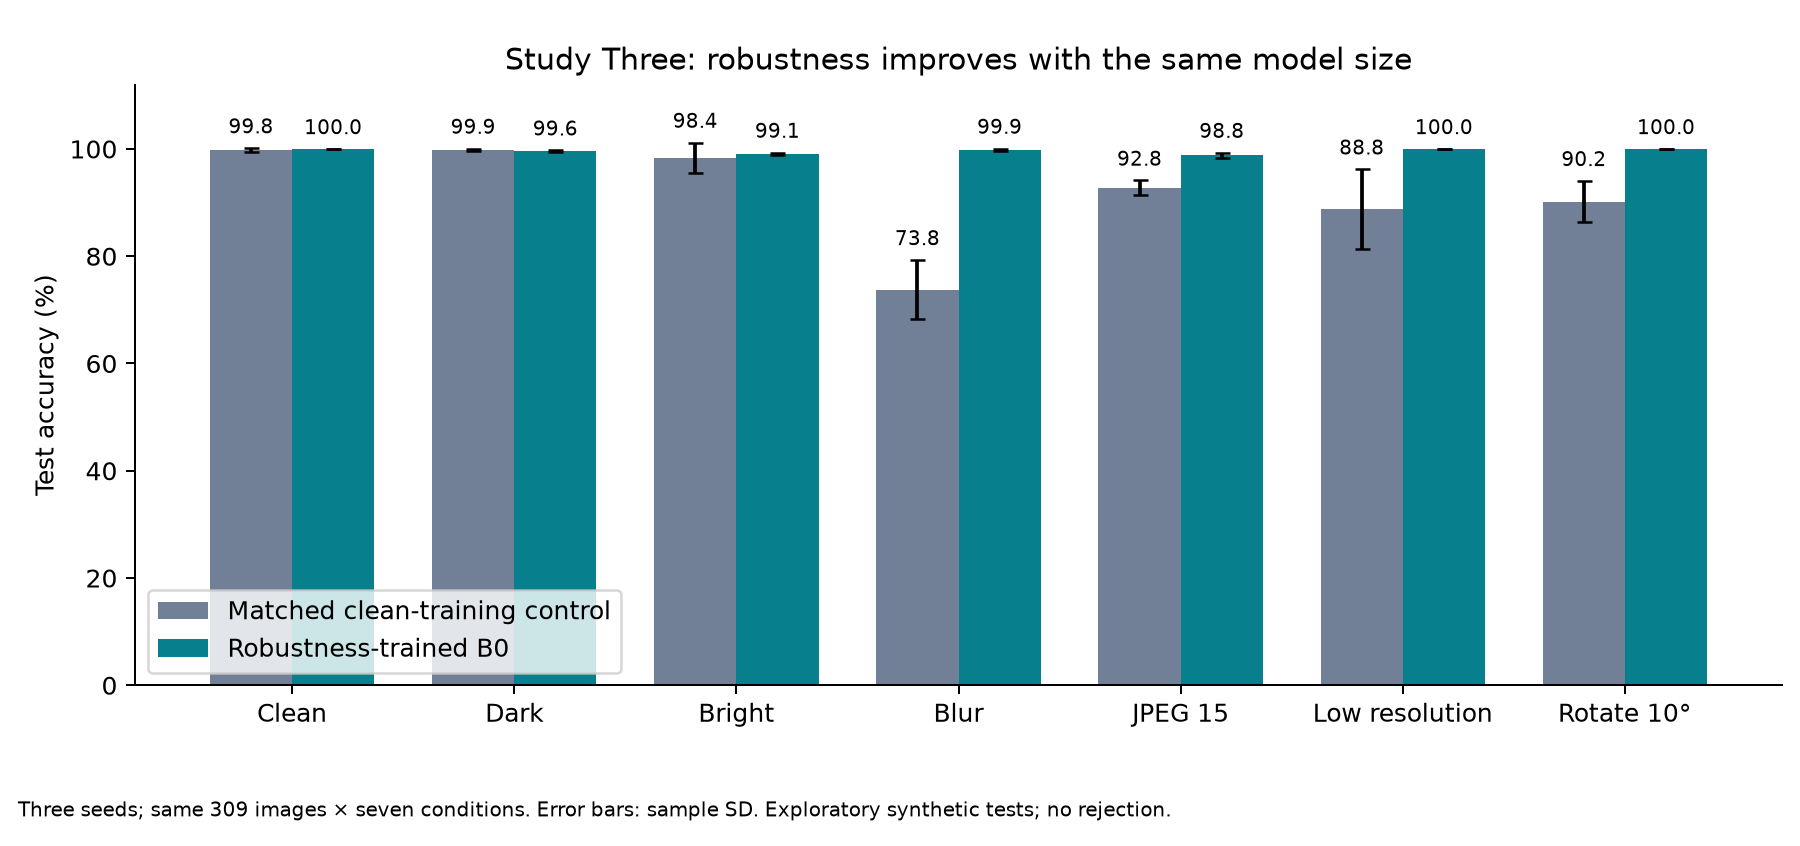 Study Three: robustness improves with the same model size
99.8 100.0 99.9 99.6 98.4 99.1 73.8 99.9 92.8 98.8 88.8 100.0 90.2 100.0
Test accuracy (%)
100
80
60
40
20
0
Matched clean-training control
Robustness-trained B0
Clean Dark Bright Blur JPEG 15 Low resolution Rotate 10°
Three seeds; same 309 images × seven conditions. Error bars: sample SD. Exploratory synthetic tests; no rejection.